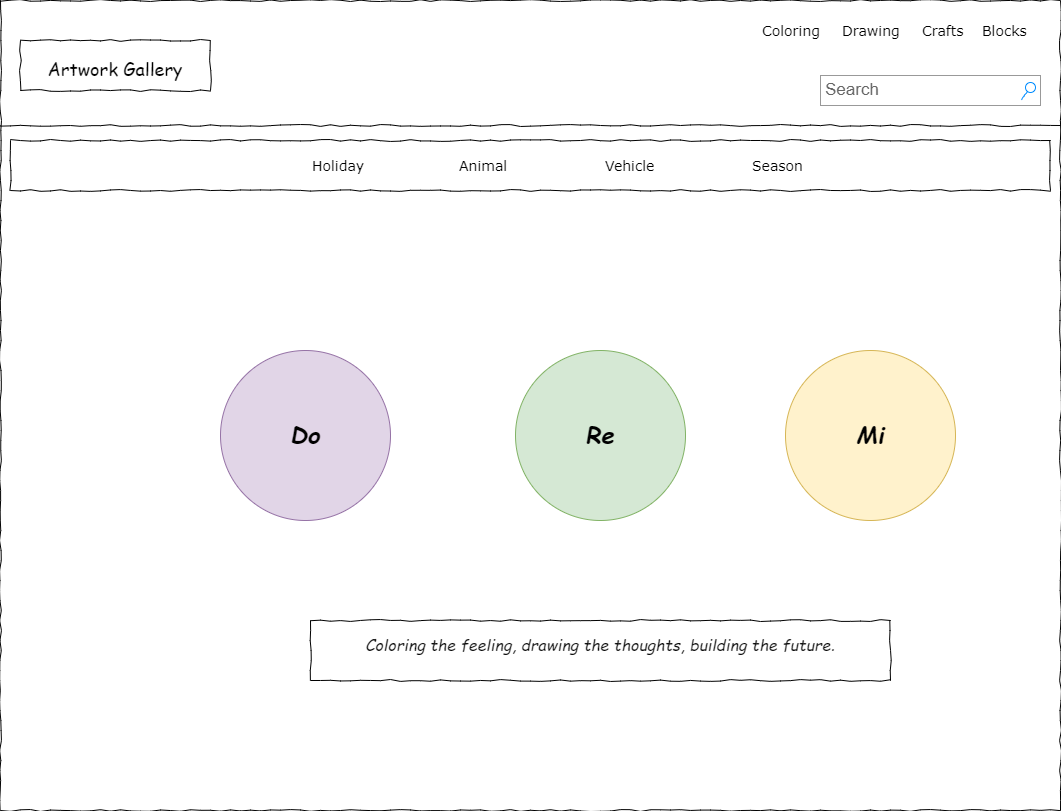 Coloring Drawing Crafts Blocks
Artwork Gallery
Search
Holiday Animal Vehicle Season
Do Re Mi
Coloring the feeling, drawing the thoughts, building the future.